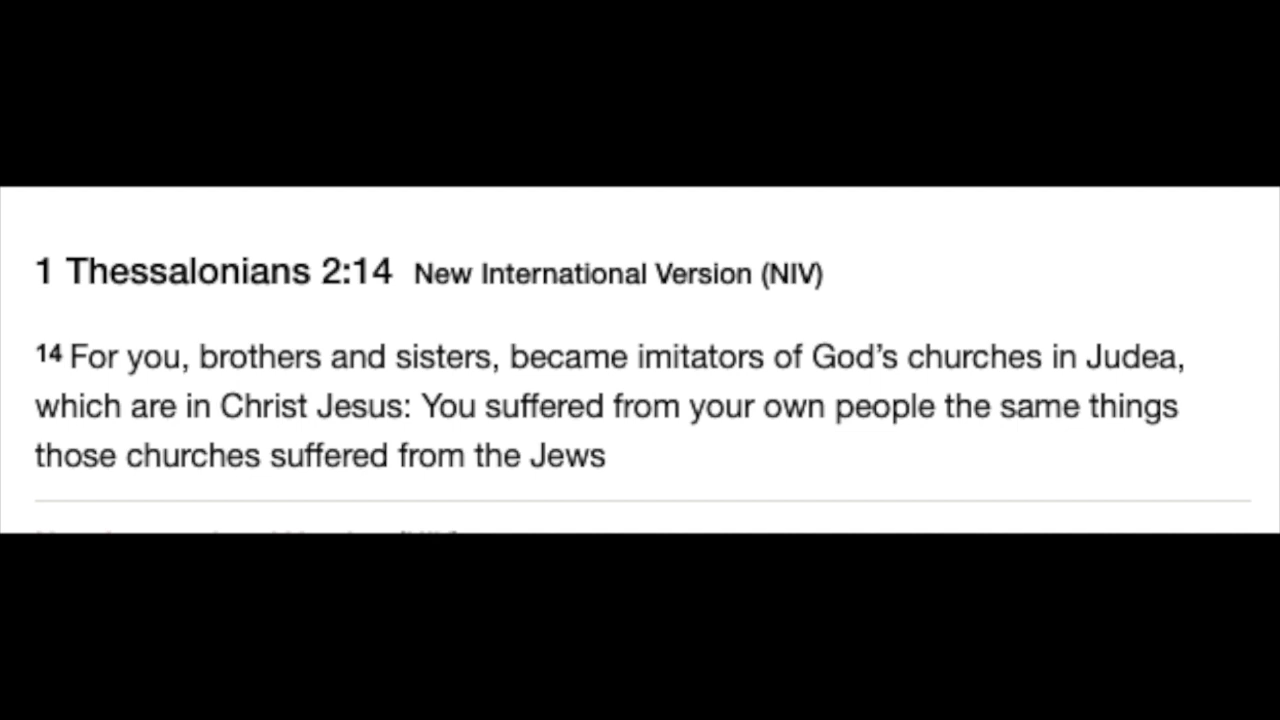 1 Thessalonians 2:14 New International Version (NIV)
14 For you, brothers and sisters, became imitators of God’s churches in Judea,
which are in Christ Jesus: You suffered from your own people the same things
those churches suffered from the Jews